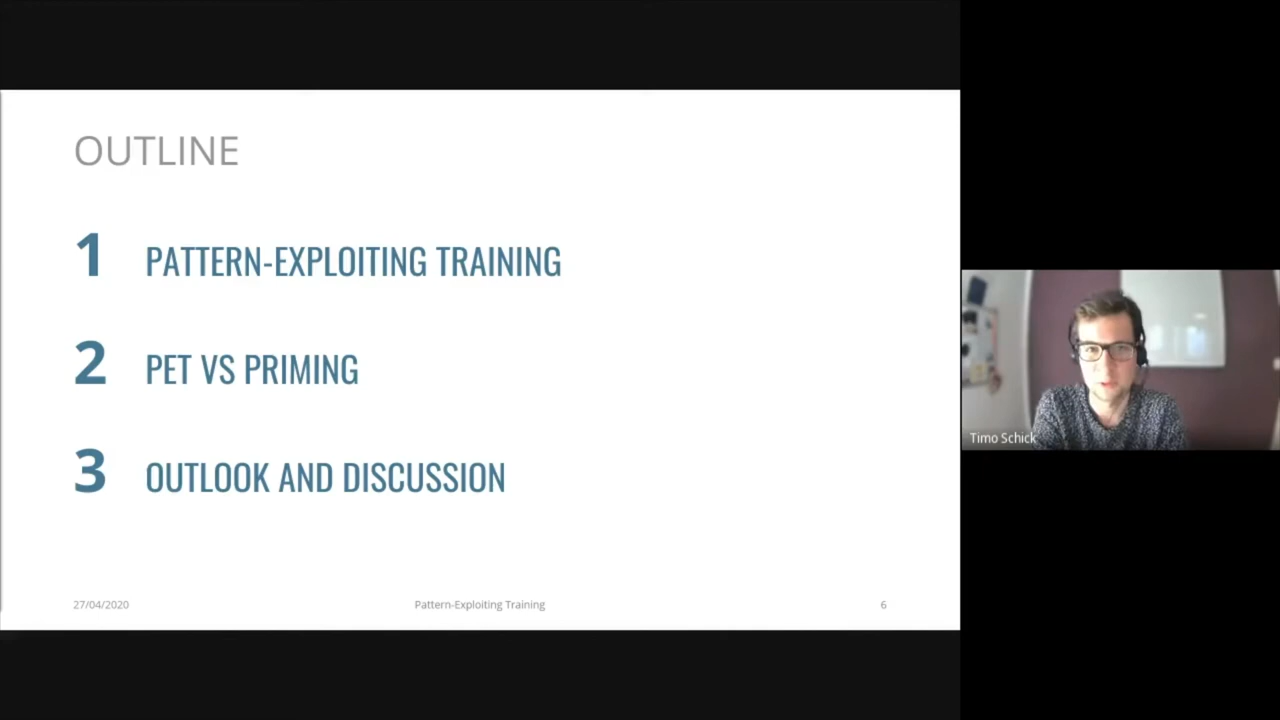 OUTLINE
1 PATTERN-EXPLOITING TRAINING
2 PET VS PRIMING
3 OUTLOOK AND DISCUSSION
27/04/2020 Pattern-Exploiting Training 6
Timo Schick